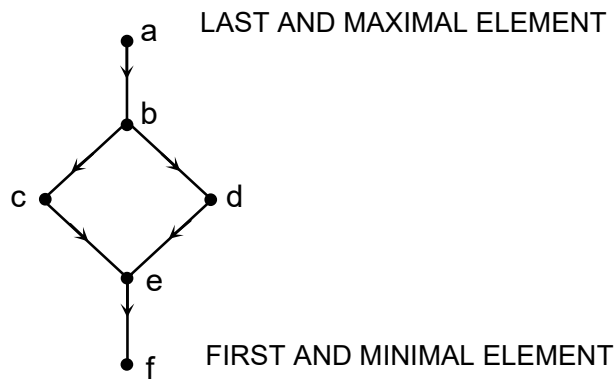 a LAST AND MAXIMAL ELEMENT
b
c d
e
f FIRST AND MINIMAL ELEMENT